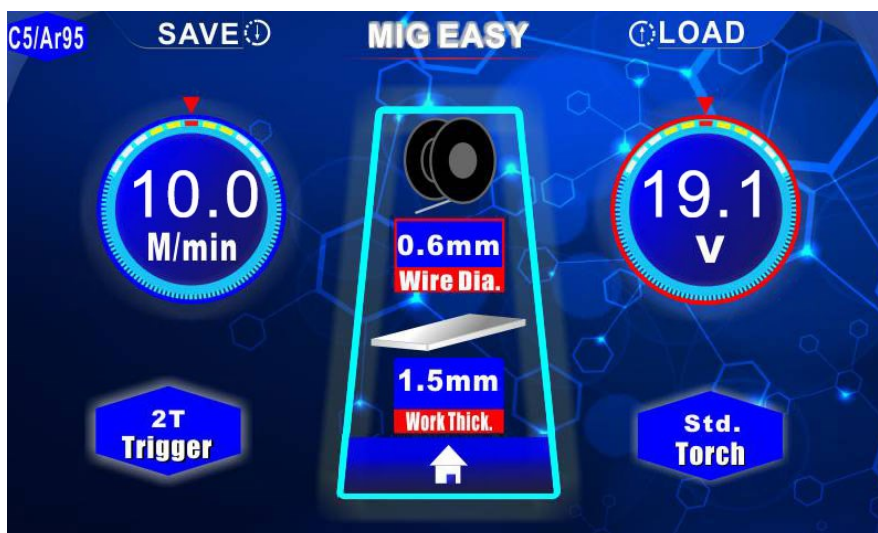 C5/Ar95
SAVE
MIG EASY
LOAD
10.0
M/min
19.1
V
0.6mm
Wire Dia.
1.5mm
Work Thick.
2T
Trigger
Std.
Torch